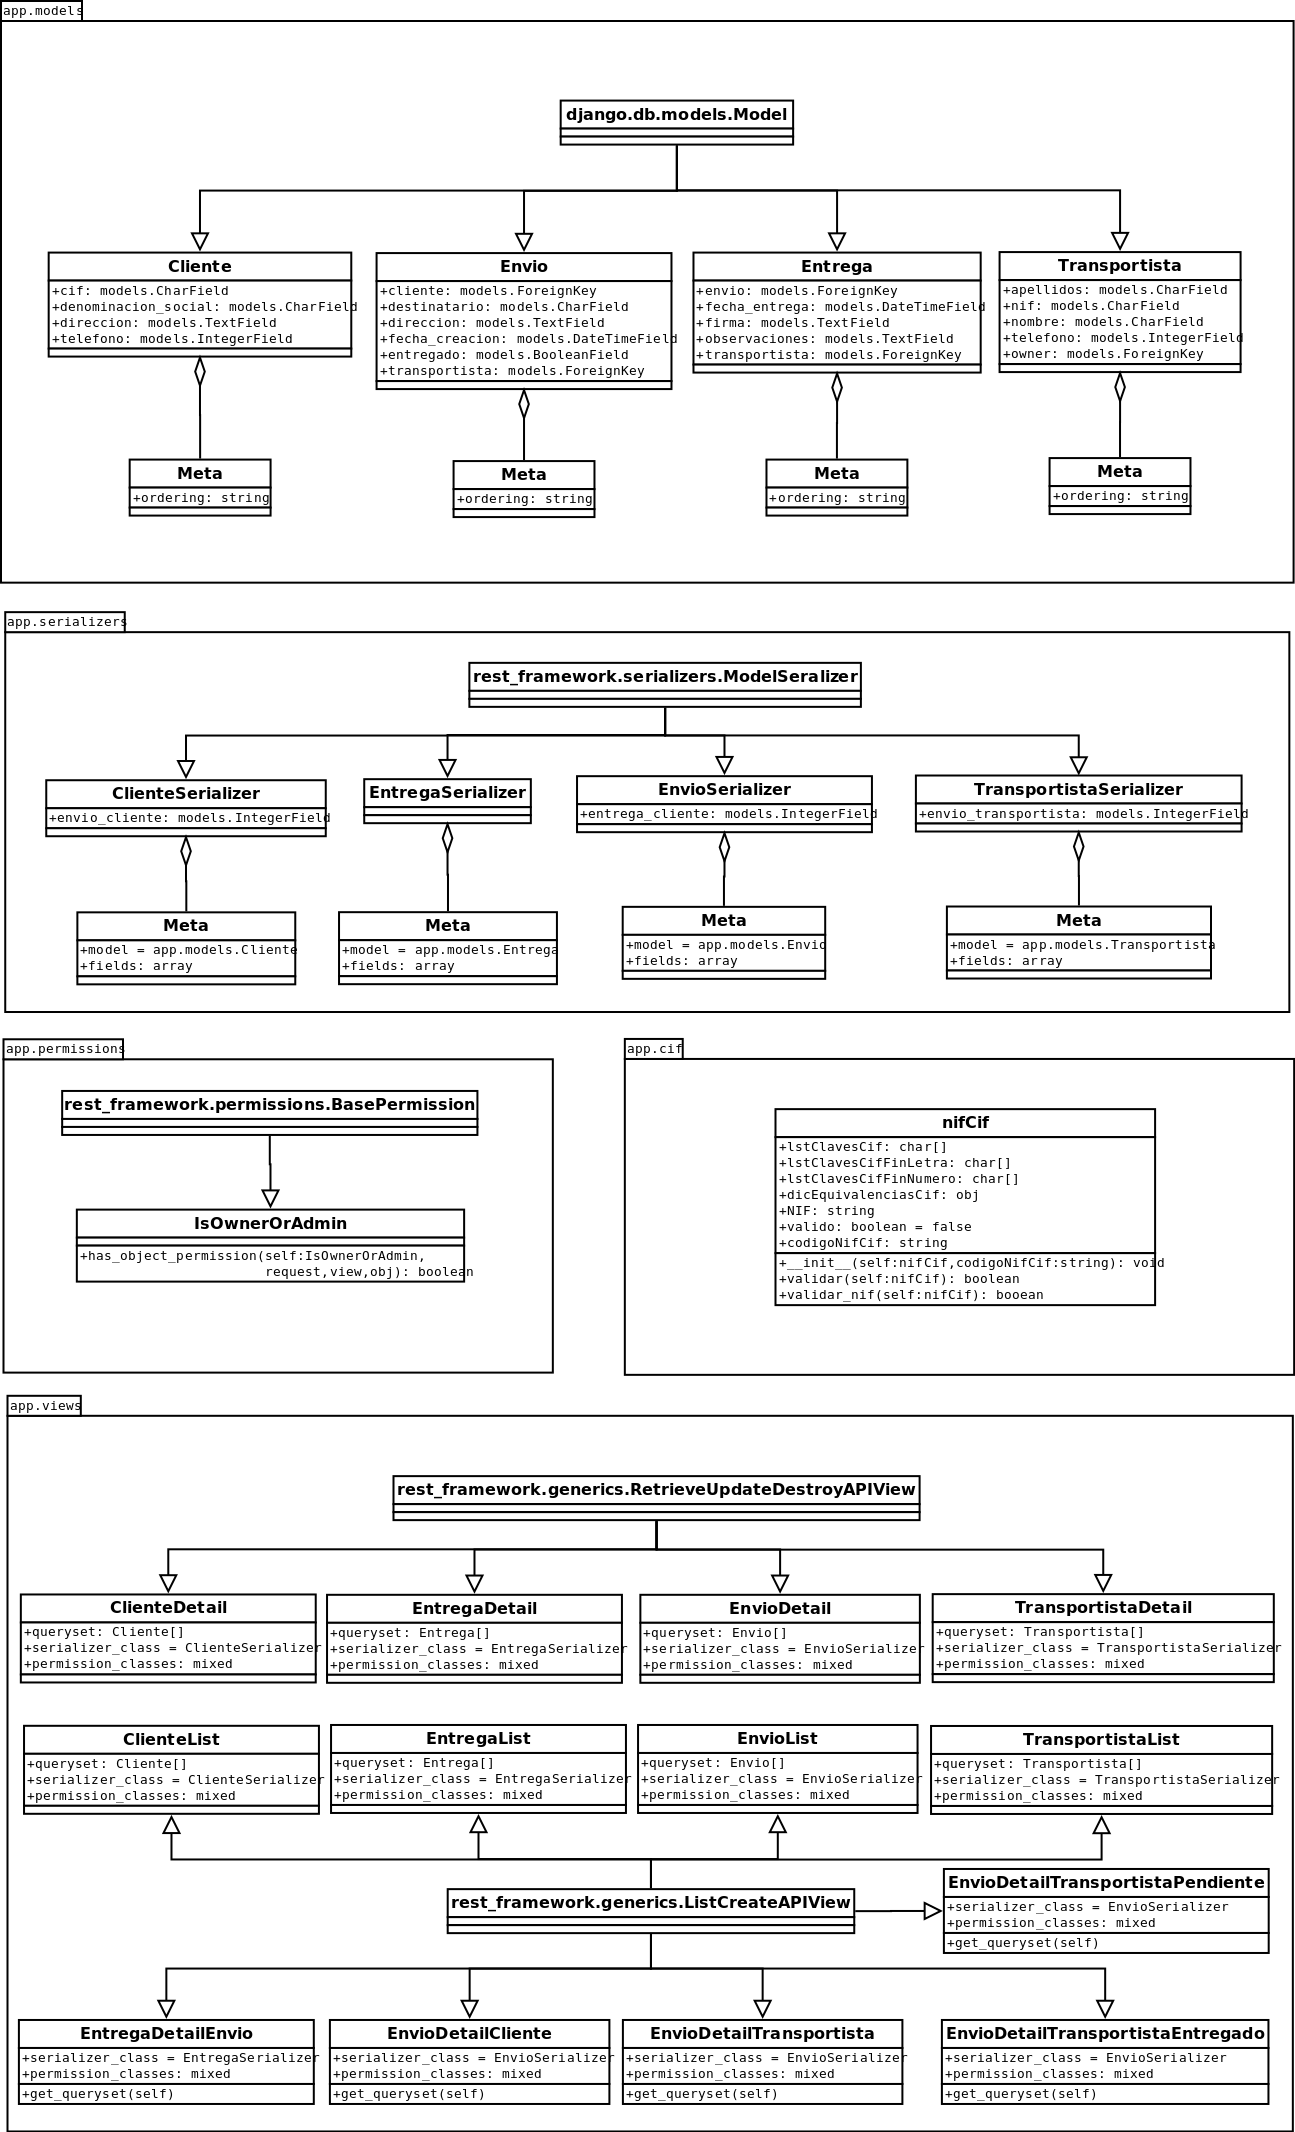 app.models
django.db.models.Model
Cliente
+cif: models.CharField
+denominacion_social: models.CharField
+direccion: models.TextField
+telefono: models.IntegerField
Envio
+cliente: models.ForeignKey
+destinatario: models.CharField
+direccion: models.TextField
+fecha_creacion: models.DateTimeField
+entregado: models.BooleanField
+transportista: models.ForeignKey
Entrega
+envio: models.ForeignKey
+fecha_entrega: models.DateTimeField
+firma: models.TextField
+observaciones: models.TextField
+transportista: models.ForeignKey
Transportista
+apellidos: models.CharField
+nif: models.CharField
+nombre: models.CharField
+telefono: models.IntegerField
+owner: models.ForeignKey
Meta
+ordering: string
Meta
+ordering: string
Meta
+ordering: string
Meta
+ordering: string
app.serializers
rest_framework.serializers.ModelSeralizer
ClienteSerializer
+envio_cliente: models.IntegerField
EntregaSerializer
EnvioSerializer
+entrega_cliente: models.IntegerField
TransportistaSerializer
+envio_transportista: models.IntegerField
Meta
+model = app.models.Cliente
+fields: array
Meta
+model = app.models.Entrega
+fields: array
Meta
+model = app.models.Envio
+fields: array
Meta
+model = app.models.Transportista
+fields: array
app.permissions
rest_framework.permissions.BasePermission
IsOwnerOrAdmin
+has_object_permission(self:IsOwnerOrAdmin,
request,view,obj): boolean
app.cif
nifCif
+lstClavesCif: char[]
+lstClavesCifFinLetra: char[]
+lstClavesCifFinNumero: char[]
+dicEquivalenciasCif: obj
+NIF: string
+valido: boolean = false
+codigoNifCif: string
+__init__(self:nifCif,codigoNifCif:string): void
+validar(self:nifCif): boolean
+validar_nif(self:nifCif): booean
app.views
rest_framework.generics.RetrieveUpdateDestroyAPIView
ClienteDetail
+queryset: Cliente[]
+serializer_class = ClienteSerializer
+permission_classes: mixed
EntregaDetail
+queryset: Entrega[]
+serializer_class = EntregaSerializer
+permission_classes: mixed
EnvioDetail
+queryset: Envio[]
+serializer_class = EnvioSerializer
+permission_classes: mixed
TransportistaDetail
+queryset: Transportista[]
+serializer_class = TransportistaSerializer
+permission_classes: mixed
ClienteList
+queryset: Cliente[]
+serializer_class = ClienteSerializer
+permission_classes: mixed
EntregaList
+queryset: Entrega[]
+serializer_class = EntregaSerializer
+permission_classes: mixed
EnvioList
+queryset: Envio[]
+serializer_class = EnvioSerializer
+permission_classes: mixed
TransportistaList
+queryset: Transportista[]
+serializer_class = TransportistaSerializer
+permission_classes: mixed
rest_framework.generics.ListCreateAPIView
EnvioDetailTransportistaPendiente
+serializer_class = EnvioSerializer
+permission_classes: mixed
+get_queryset(self)
EntregaDetailEnvio
+serializer_class = EntregaSerializer
+permission_classes: mixed
+get_queryset(self)
EnvioDetailCliente
+serializer_class = EnvioSerializer
+permission_classes: mixed
+get_queryset(self)
EnvioDetailTransportista
+serializer_class = EnvioSerializer
+permission_classes: mixed
+get_queryset(self)
EnvioDetailTransportistaEntregado
+serializer_class = EnvioSerializer
+permission_classes: mixed
+get_queryset(self)